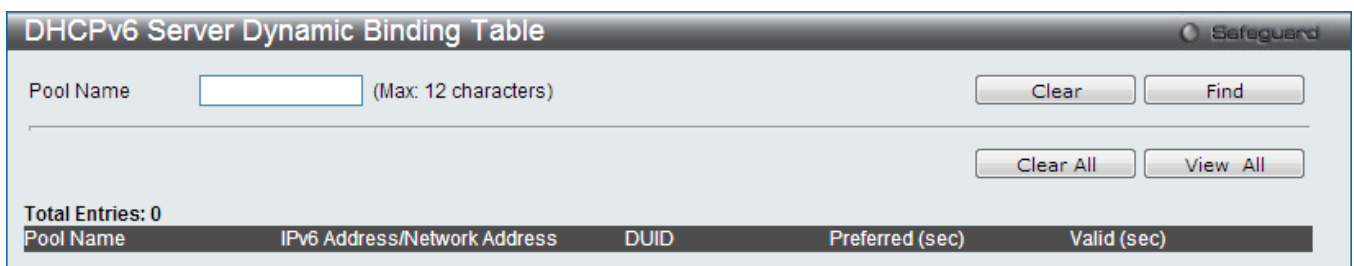 DHCPv6 Server Dynamic Binding Table Safeguard
Pool Name (Max: 12 characters) Clear Find
Clear All View All
Total Entries: 0
Pool Name IPv6 Address/Network Address DUID Preferred (sec) Valid (sec)